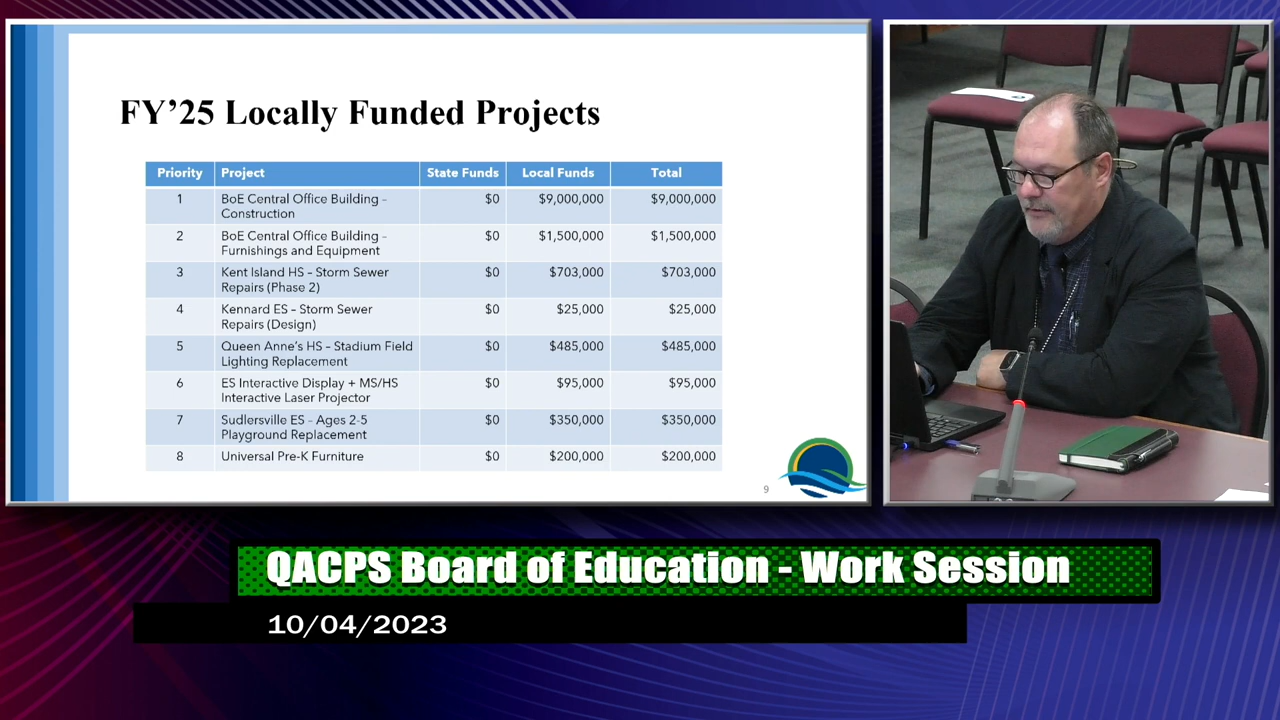 FY'25 Locally Funded Projects
Priority Project State Funds Local Funds Total
1 BoE Central Office Building – $0 $9,000,000 $9,000,000
Construction
2 BoE Central Office Building – $0 $1,500,000 $1,500,000
Furnishings and Equipment
3 Kent Island HS – Storm Sewer $0 $703,000 $703,000
Repairs (Phase 2)
4 Kennard ES – Storm Sewer $0 $25,000 $25,000
Repairs (Design)
5 Queen Anne's HS – Stadium Field $0 $485,000 $485,000
Lighting Replacement
6 ES Interactive Display + MS/HS $0 $95,000 $95,000
Interactive Laser Projector
7 Sudlersville ES – Ages 2-5 $0 $350,000 $350,000
Playground Replacement
8 Universal Pre-K Furniture $0 $200,000 $200,000
9
QACPS Board of Education - Work Session
10/04/2023